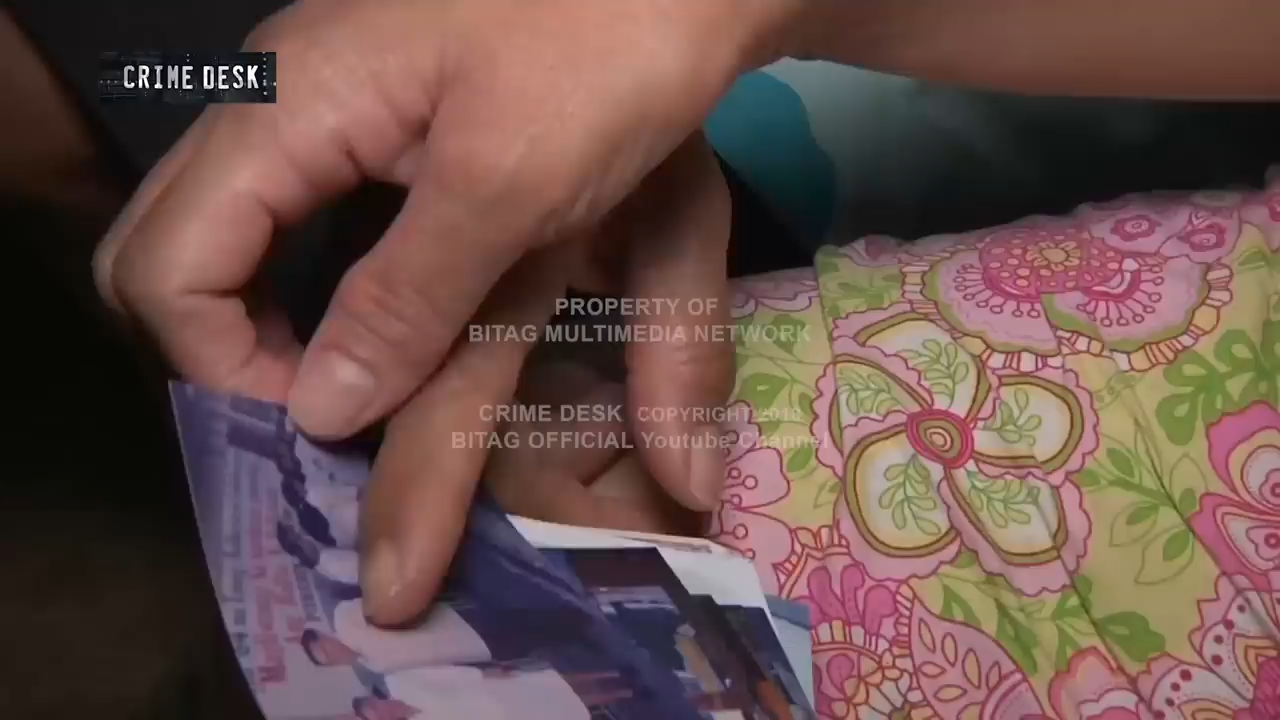 CRIME DESK
PROPERTY OF
BITAG MULTIMEDIA NETWORK
CRIME DESK COPYRIGHT 2018
BITAG OFFICIAL Youtube Channel